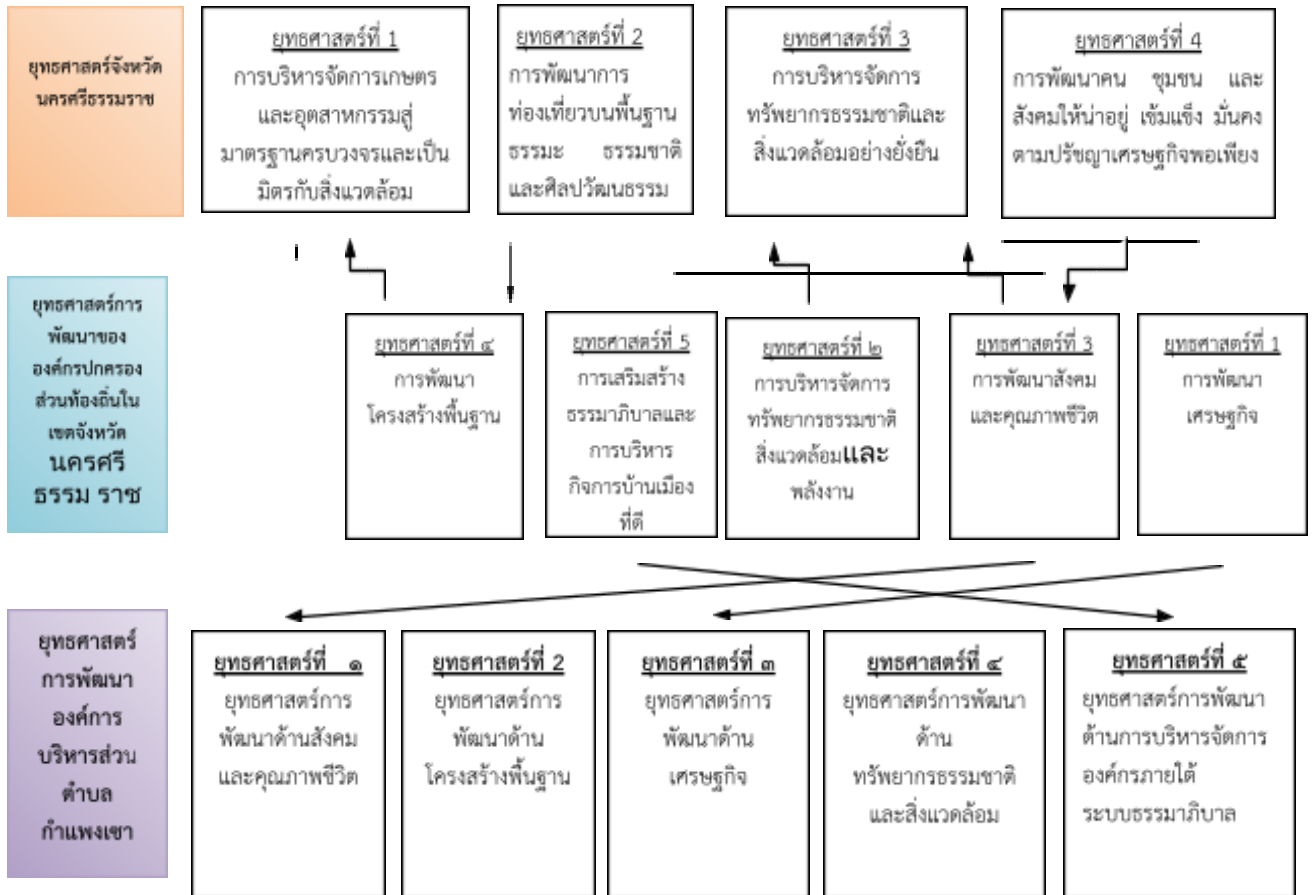 ยุทธศาสตร์จังหวัด
นครศรีธรรมราช
ยุทธศาสตร์ที่ 1
การบริหารจัดการเกษตร
และอุตสาหกรรมสู่
มาตรฐานครบวงจรและเป็น
มิตรกับสิ่งแวดล้อม
ยุทธศาสตร์ที่ 2
การพัฒนาการ
ท่องเที่ยวบนพื้นฐาน
ธรรมะ ธรรมชาติ
และศิลปวัฒนธรรม
ยุทธศาสตร์ที่ 3
การบริหารจัดการ
ทรัพยากรธรรมชาติและ
สิ่งแวดล้อมอย่างยั่งยืน
ยุทธศาสตร์ที่ 4
การพัฒนาคน ชุมชน และ
สังคมให้น่าอยู่ เข้มแข็ง มั่นคง
ตามปรัชญาเศรษฐกิจพอเพียง
ยุทธศาสตร์การ
พัฒนาของ
องค์กรปกครอง
ส่วนท้องถิ่นใน
เขตจังหวัด
นครศรี
ธรรม ราช
ยุทธศาสตร์ที่ ๔
การพัฒนา
โครงสร้างพื้นฐาน
ยุทธศาสตร์ที่ 5
การเสริมสร้าง
ธรรมาภิบาลและ
การบริหาร
กิจการบ้านเมือง
ที่ดี
ยุทธศาสตร์ที่ ๒
การบริหารจัดการ
ทรัพยากรธรรมชาติ
สิ่งแวดล้อมและ
พลังงาน
ยุทธศาสตร์ที่ 3
การพัฒนาสังคม
และคุณภาพชีวิต
ยุทธศาสตร์ที่ 1
การพัฒนา
เศรษฐกิจ
ยุทธศาสตร์
การพัฒนา
องค์การ
บริหารส่วน
ตำบล
กำแพงเซา
ยุทธศาสตร์ที่ ๑
ยุทธศาสตร์การ
พัฒนาด้านสังคม
และคุณภาพชีวิต
ยุทธศาสตร์ที่ 2
ยุทธศาสตร์การ
พัฒนาด้าน
โครงสร้างพื้นฐาน
ยุทธศาสตร์ที่ ๓
ยุทธศาสตร์การ
พัฒนาด้าน
เศรษฐกิจ
ยุทธศาสตร์ที่ ๔
ยุทธศาสตร์การพัฒนา
ด้าน
ทรัพยากรธรรมชาติ
และสิ่งแวดล้อม
ยุทธศาสตร์ที่ ๕
ยุทธศาสตร์การพัฒนา
ด้านการบริหารจัดการ
องค์กรภายใต้
ระบบธรรมาภิบาล